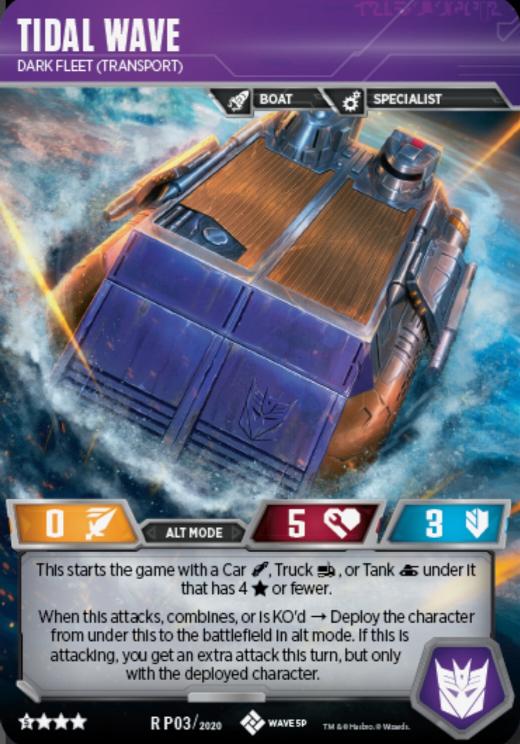 TIDAL WAVE
DARK FLEET (TRANSPORT)
BOAT SPECIALIST
0 ALT MODE 5 3
This starts the game with a Car, Truck, or Tank under it
that has 4 ★ or fewer.
When this attacks, combines, or is KO'd → Deploy the character
from under this to the battlefield in alt mode. If this is
attacking, you get an extra attack this turn, but only
with the deployed character.
5★★★ R P03/2020 WAVE SP TM & ® Hasbro. © Wizards.